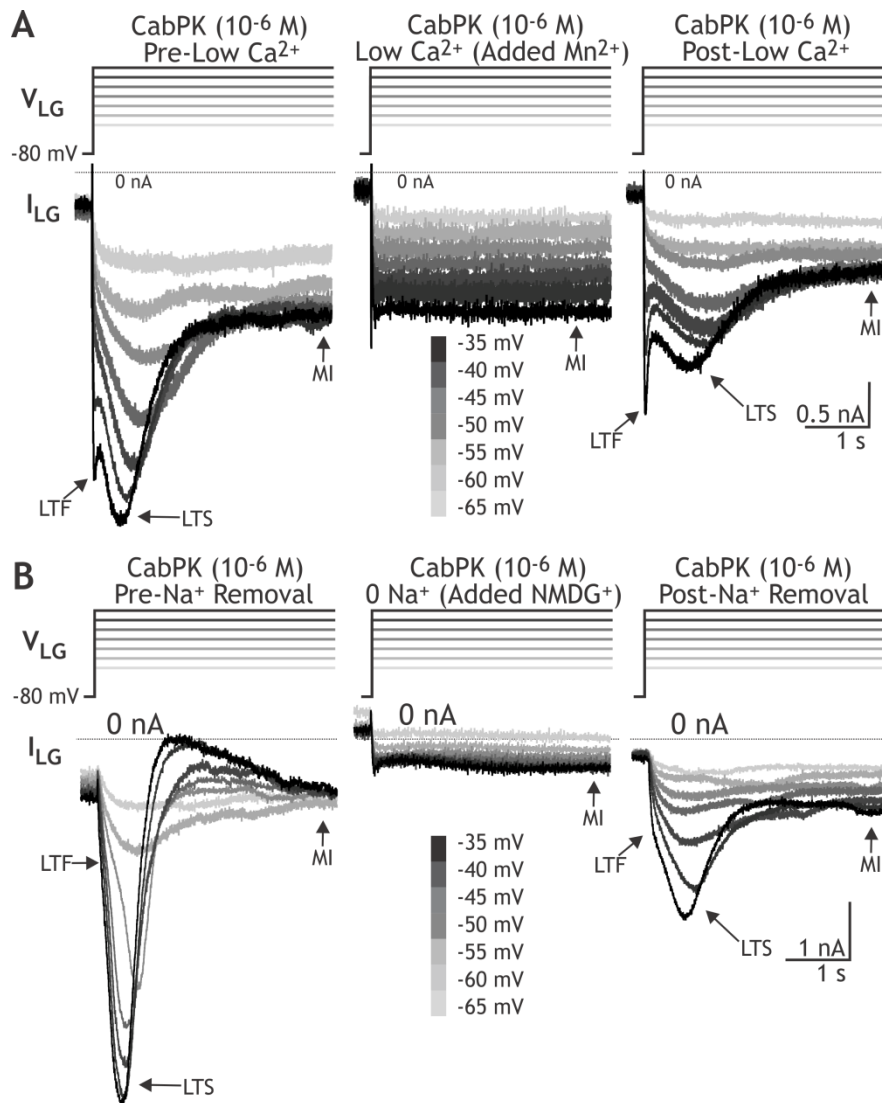 A
CabPK (10⁻⁶ M)
Pre-Low Ca²⁺
CabPK (10⁻⁶ M)
Low Ca²⁺ (Added Mn²⁺)
CabPK (10⁻⁶ M)
Post-Low Ca²⁺
V_LG
-80 mV
0 nA
0 nA
0 nA
I_LG
MI
MI
MI
-35 mV
-40 mV
-45 mV
-50 mV
-55 mV
-60 mV
-65 mV
LTF
LTS
LTF
LTS
0.5 nA
1 s
B
CabPK (10⁻⁶ M)
Pre-Na⁺ Removal
CabPK (10⁻⁶ M)
0 Na⁺ (Added NMDG⁺)
CabPK (10⁻⁶ M)
Post-Na⁺ Removal
V_LG
-80 mV
0 nA
0 nA
0 nA
I_LG
LTF
MI
MI
LTF
MI
-35 mV
-40 mV
-45 mV
-50 mV
-55 mV
-60 mV
-65 mV
LTS
LTS
1 nA
1 s